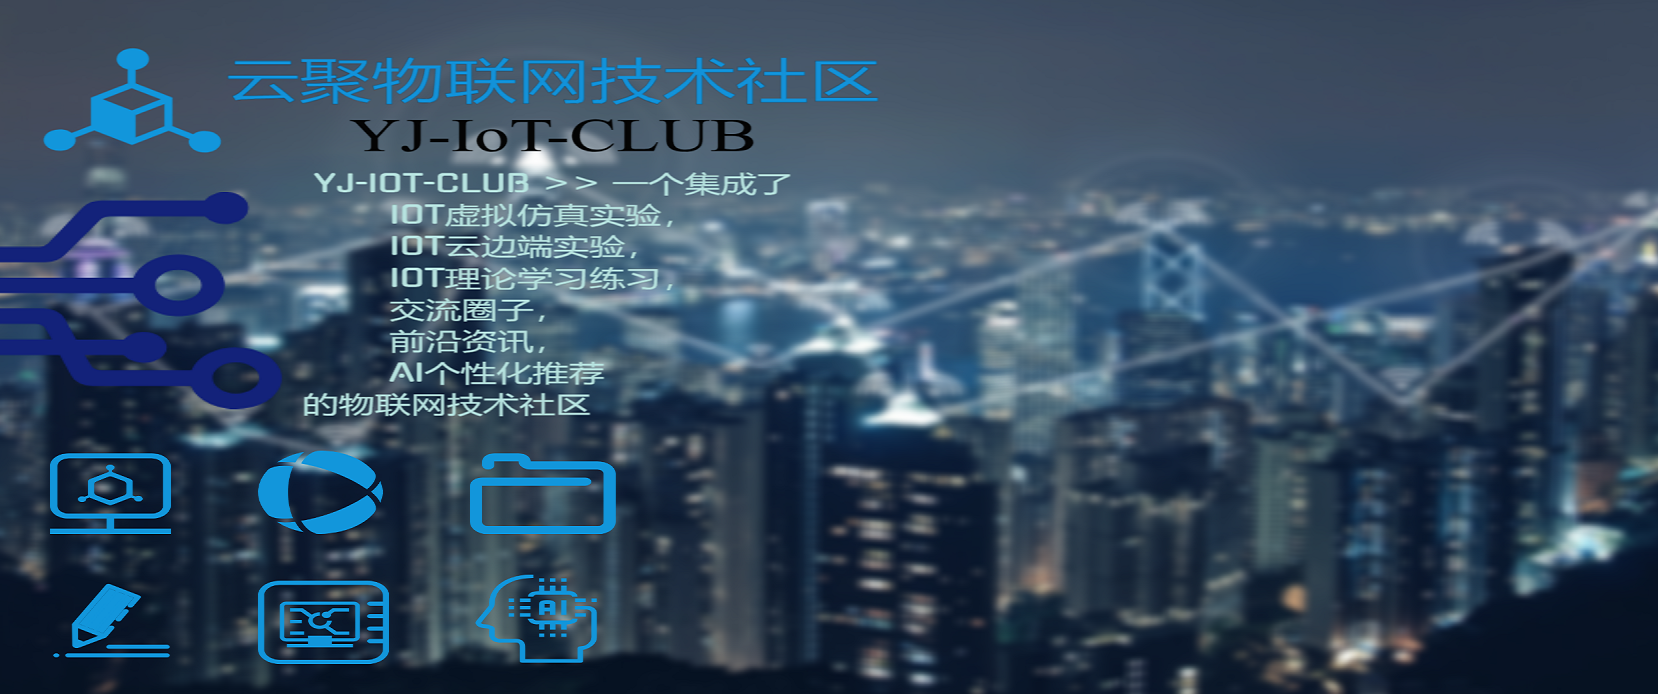 云聚物联网技术社区
YJ-IoT-CLUB
YJ-IOT-CLUB >> 一个集成了
IOT虚拟仿真实验，
IOT云边端实验，
IOT理论学习练习，
交流圈子，
前沿资讯，
AI个性化推荐
的物联网技术社区
AI